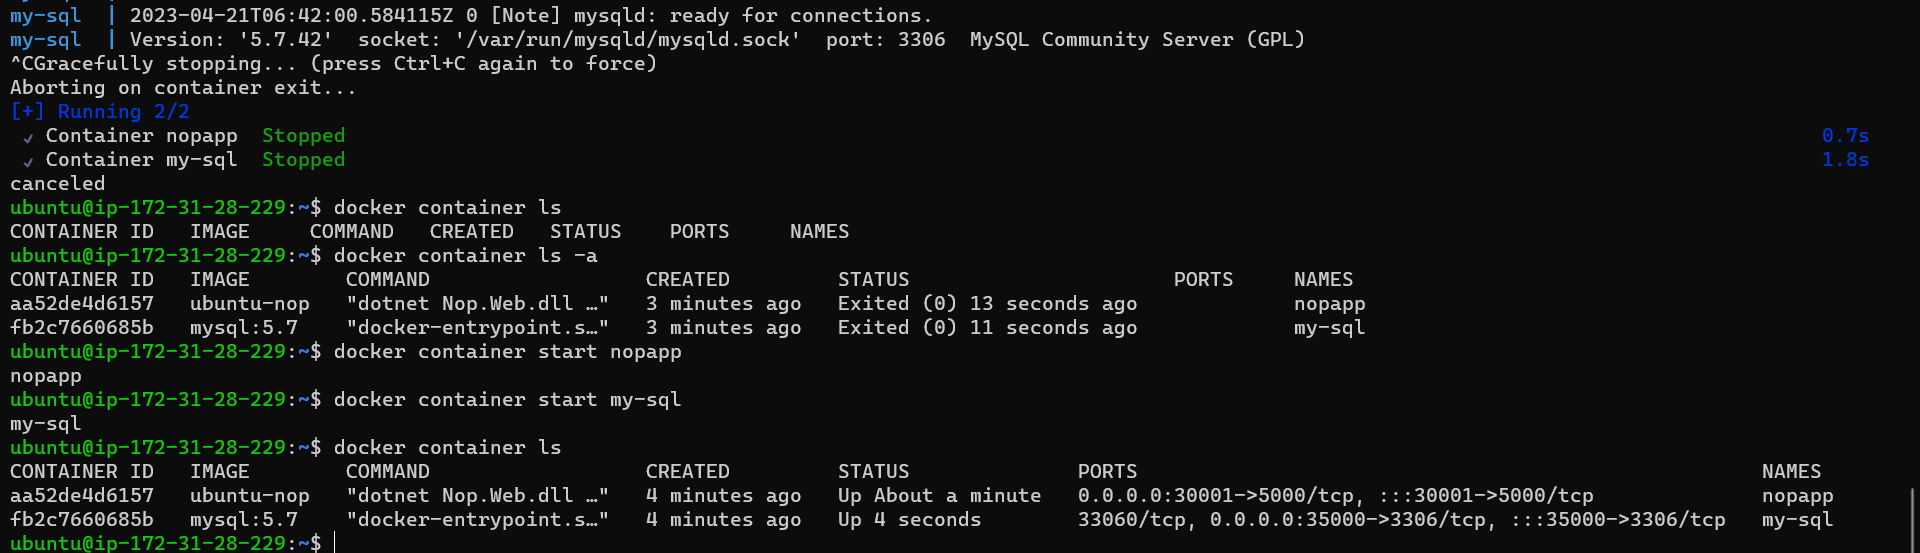 my-sql  | 2023-04-21T06:42:00.584115Z 0 [Note] mysqld: ready for connections.
my-sql  | Version: '5.7.42'  socket: '/var/run/mysqld/mysqld.sock'  port: 3306  MySQL Community Server (GPL)
^CGracefully stopping... (press Ctrl+C again to force)
Aborting on container exit...
[+] Running 2/2
 ✓ Container nopapp  Stopped 0.7s
 ✓ Container my-sql  Stopped 1.8s
canceled
ubuntu@ip-172-31-28-229:~$ docker container ls
CONTAINER ID   IMAGE     COMMAND   CREATED   STATUS    PORTS     NAMES
ubuntu@ip-172-31-28-229:~$ docker container ls -a
CONTAINER ID   IMAGE        COMMAND                  CREATED         STATUS                      PORTS     NAMES
aa52de4d6157   ubuntu-nop   "dotnet Nop.Web.dll …"   3 minutes ago   Exited (0) 13 seconds ago             nopapp
fb2c7660685b   mysql:5.7    "docker-entrypoint.s…"   3 minutes ago   Exited (0) 11 seconds ago             my-sql
ubuntu@ip-172-31-28-229:~$ docker container start nopapp
nopapp
ubuntu@ip-172-31-28-229:~$ docker container start my-sql
my-sql
ubuntu@ip-172-31-28-229:~$ docker container ls
CONTAINER ID   IMAGE        COMMAND                  CREATED         STATUS              PORTS                                                    NAMES
aa52de4d6157   ubuntu-nop   "dotnet Nop.Web.dll …"   4 minutes ago   Up About a minute   0.0.0.0:30001->5000/tcp, :::30001->5000/tcp              nopapp
fb2c7660685b   mysql:5.7    "docker-entrypoint.s…"   4 minutes ago   Up 4 seconds        33060/tcp, 0.0.0.0:35000->3306/tcp, :::35000->3306/tcp   my-sql
ubuntu@ip-172-31-28-229:~$